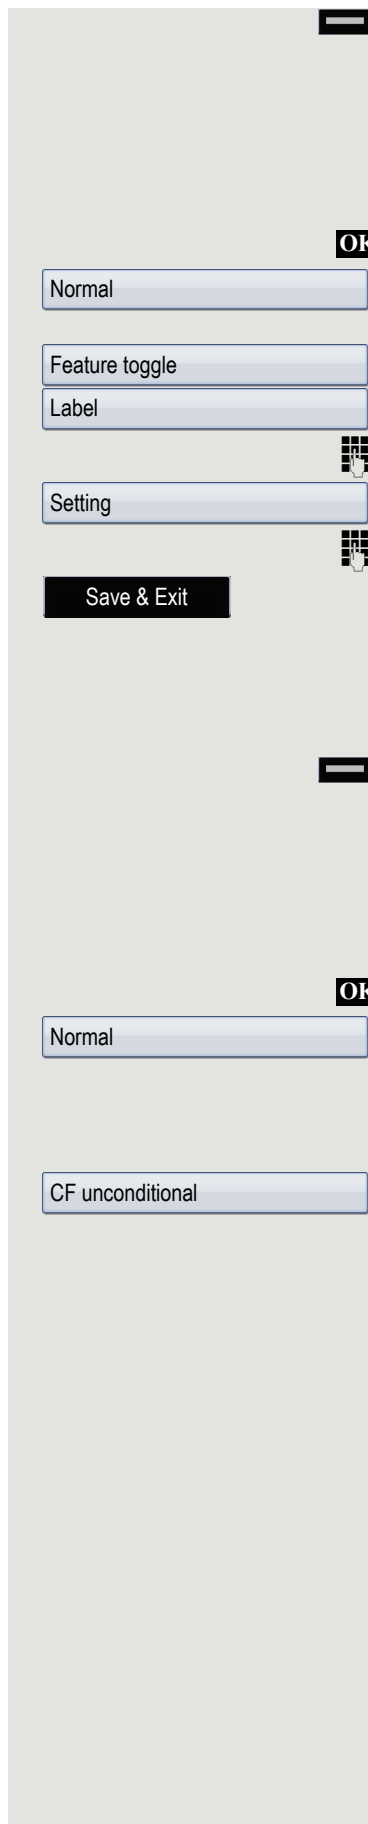 OK
Normal
Feature toggle
Label
Setting
Save & Exit
OK
Normal
CF unconditional